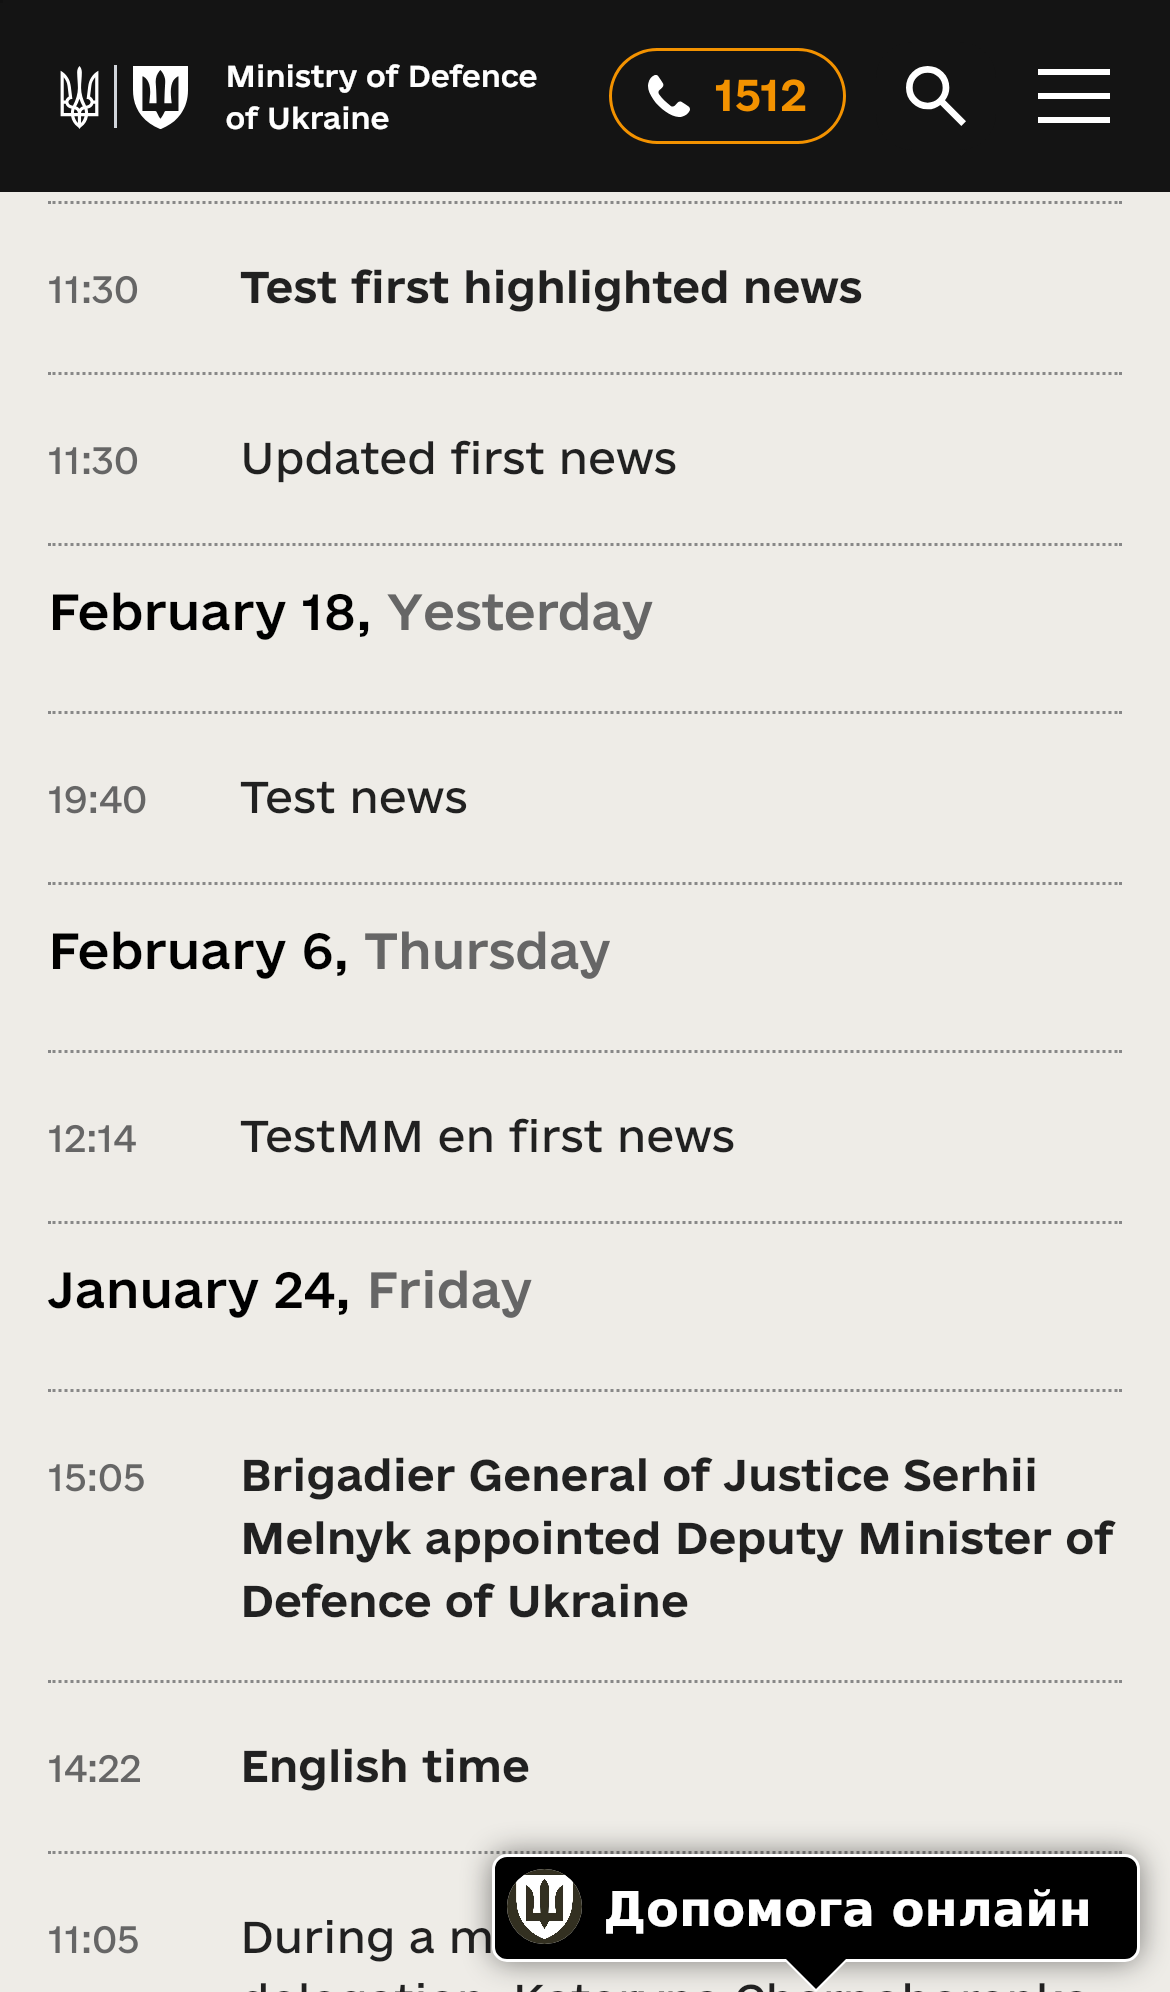 Ministry of Defence
of Ukraine
1512
11:30 Test first highlighted news
11:30 Updated first news
February 18, Yesterday
19:40 Test news
February 6, Thursday
12:14 TestMM en first news
January 24, Friday
15:05 Brigadier General of Justice Serhii
Melnyk appointed Deputy Minister of
Defence of Ukraine
14:22 English time
11:05 During a
Допомога онлайн